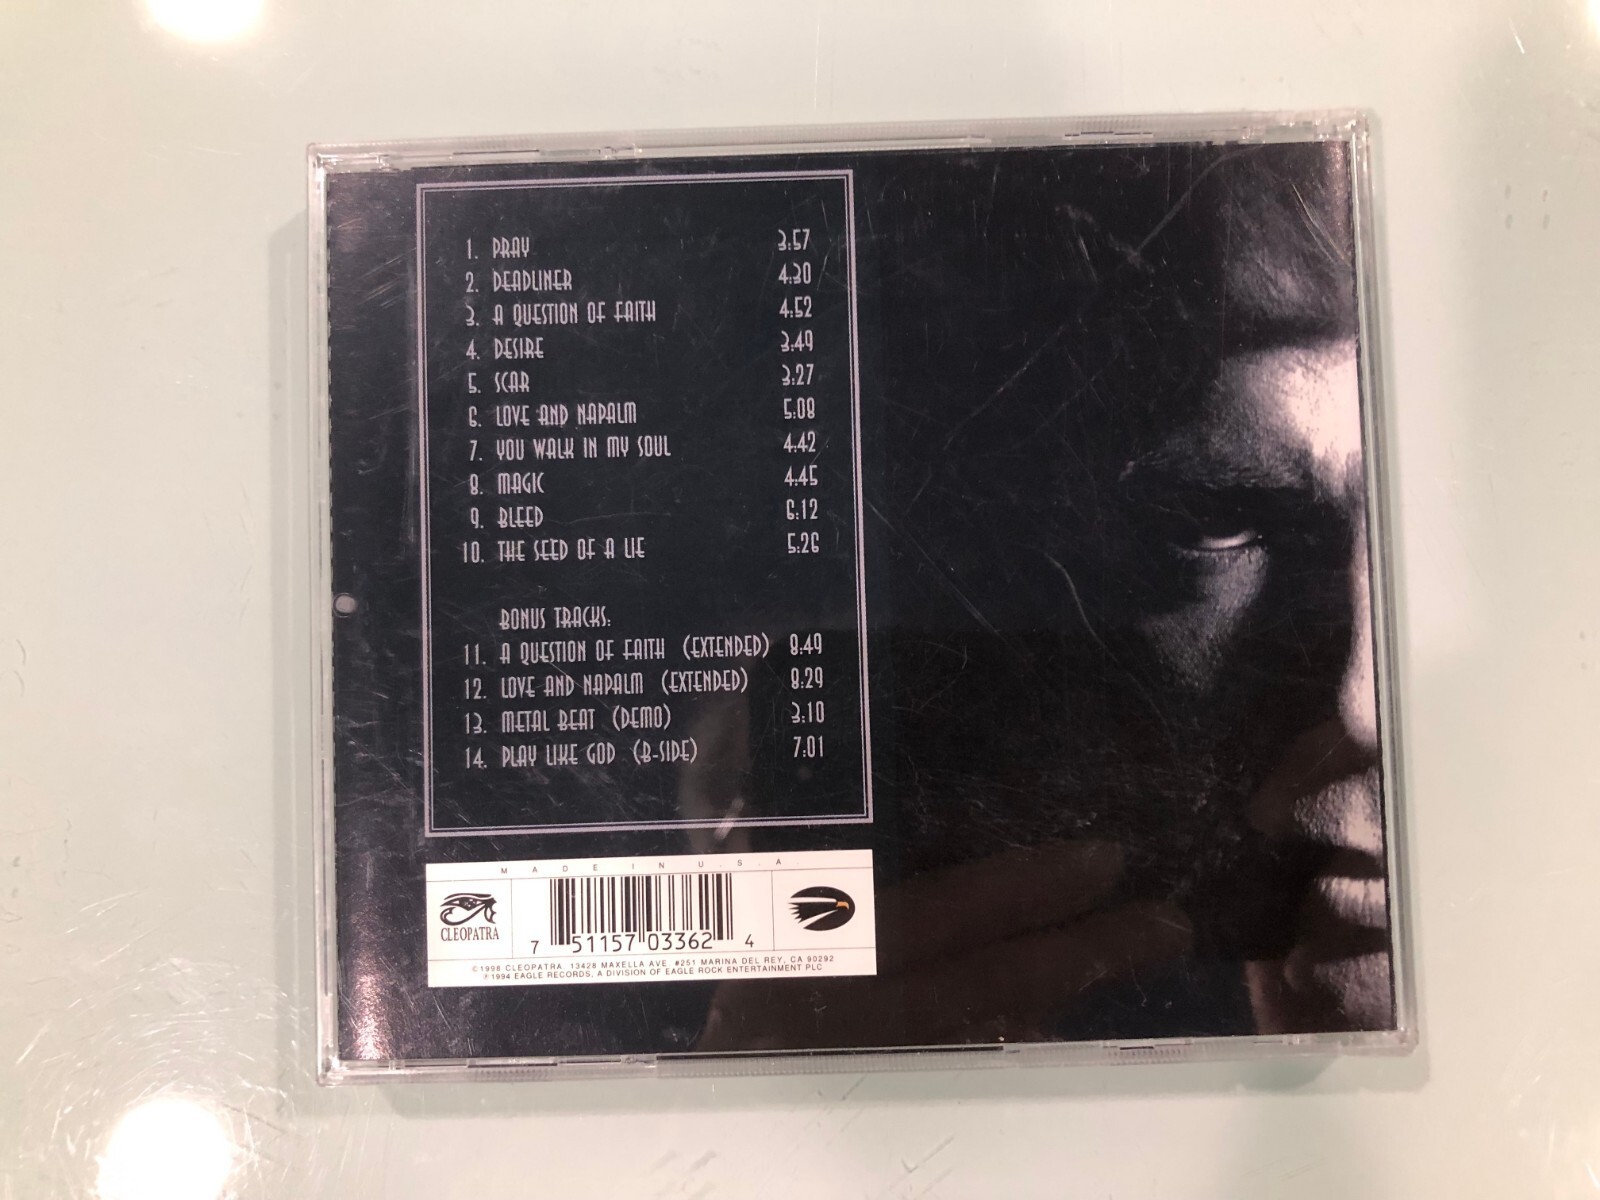 1. PRAY 3:57
2. DEADLINER 4:30
3. A QUESTION OF FAITH 4:52
4. DESIRE 3:49
5. SCAR 3:27
6. LOVE AND NAPALM 5:08
7. YOU WALK IN MY SOUL 4:42
8. MAGIC 4:45
9. BLEED 6:12
10. THE SEED OF A LIE 5:26
BONUS TRACKS:
11. A QUESTION OF FAITH (EXTENDED) 8:49
12. LOVE AND NAPALM (EXTENDED) 8:29
13. METAL BEAT (DEMO) 3:10
14. PLAY LIKE GOD (B-SIDE) 7:01
MADE IN U.S.A.
CLEOPATRA
7 51157 03362 4
©1998 CLEOPATRA. 13428 MAXELLA AVE. #251 MARINA DEL REY, CA 90292
℗1994 EAGLE RECORDS, A DIVISION OF EAGLE ROCK ENTERTAINMENT PLC